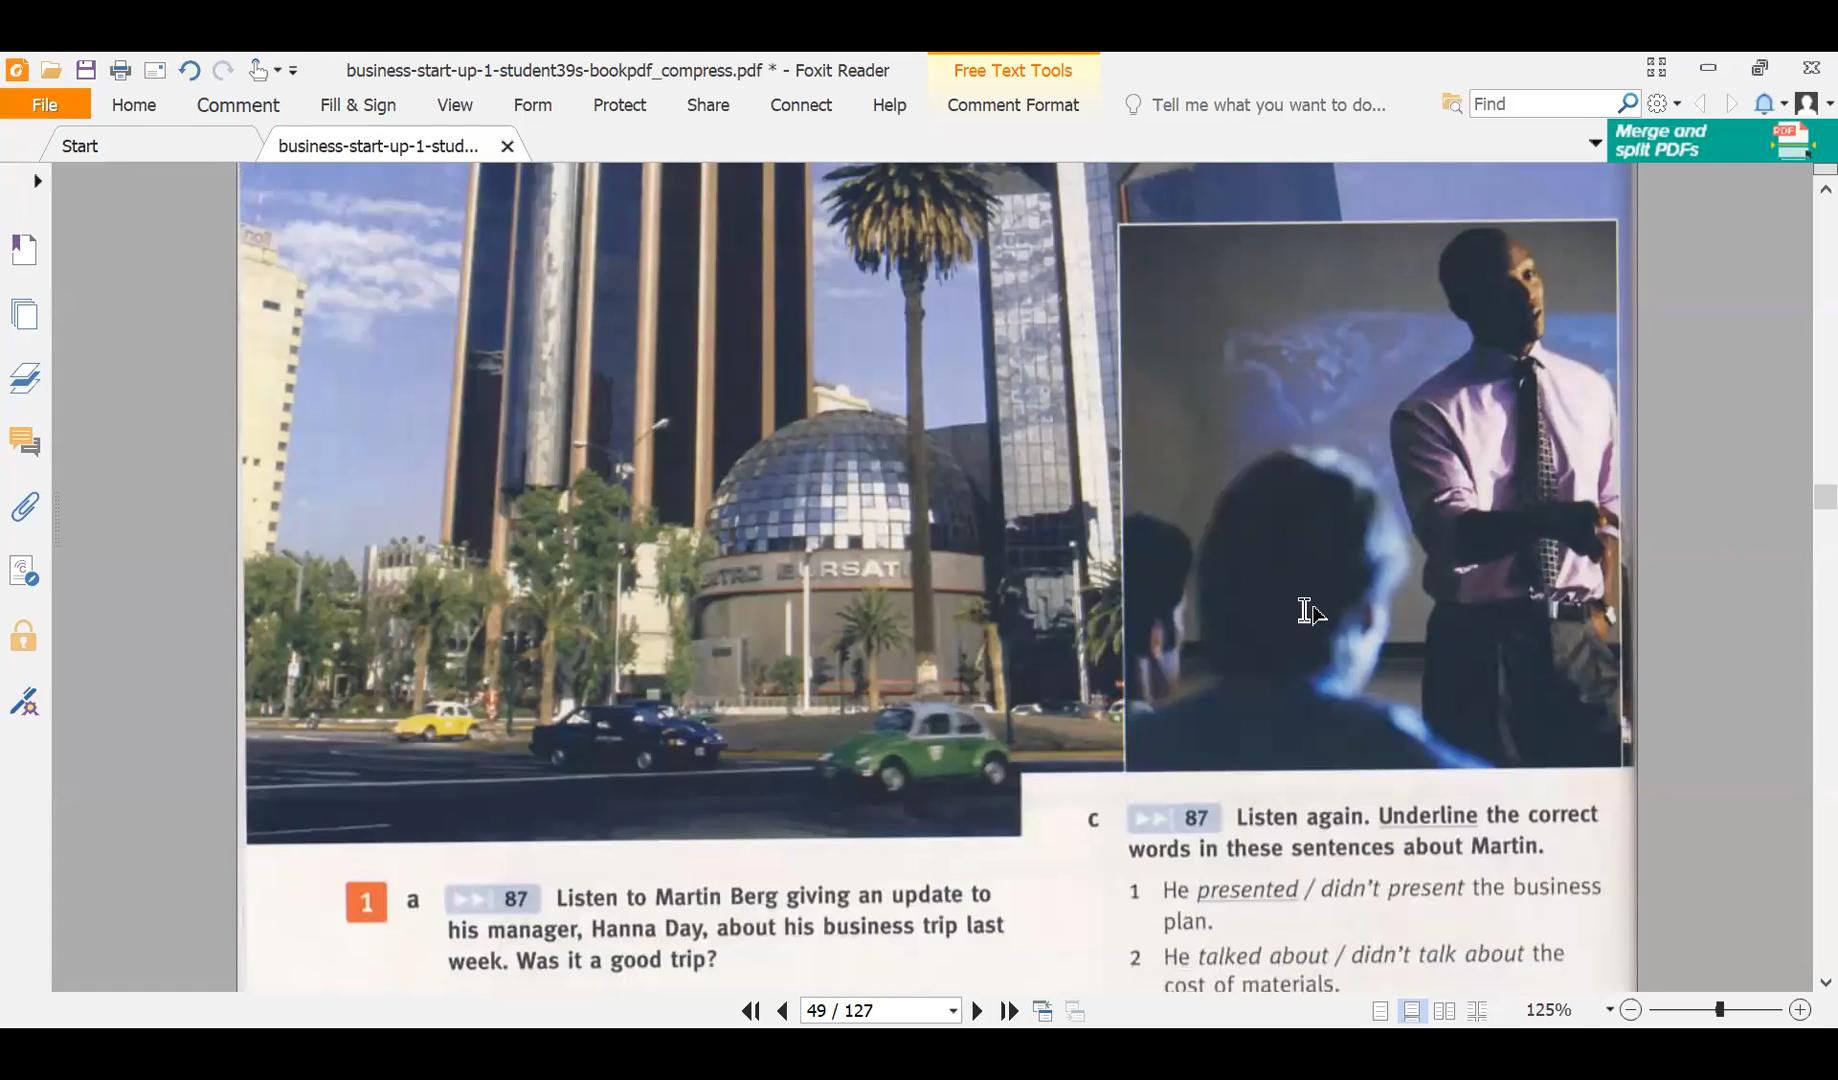 business-start-up-1-student39s-bookpdf_compress.pdf * - Foxit Reader
Free Text Tools
File
Home
Comment
Fill & Sign
View
Form
Protect
Share
Connect
Help
Comment Format
Tell me what you want to do...
Find
Start
business-start-up-1-stud...
Merge and
split PDFs
PDF
1
a
87 Listen to Martin Berg giving an update to
his manager, Hanna Day, about his business trip last
week. Was it a good trip?
c
87 Listen again. Underline the correct
words in these sentences about Martin.
1 He presented / didn't present the business
plan.
2 He talked about / didn't talk about the
cost of materials.
49 / 127
125%